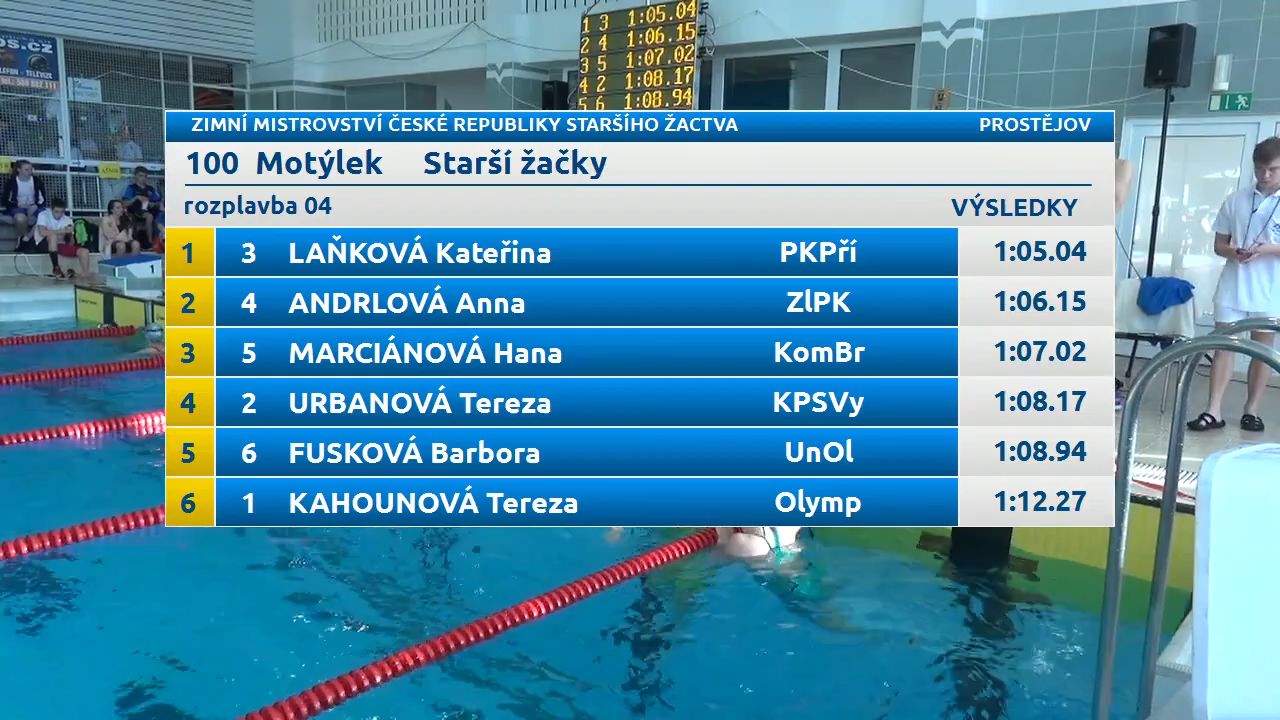 1 3 1:05.04
2 4 1:06.15
3 5 1:07.02
4 2 1:08.17
5 6 1:08.94
ZIMNÍ MISTROVSTVÍ ČESKÉ REPUBLIKY STARŠÍHO ŽACTVA PROSTĚJOV
100 Motýlek Starší žačky
rozplavba 04 VÝSLEDKY
1 3 LAŇKOVÁ Kateřina PKPří 1:05.04
2 4 ANDRLOVÁ Anna ZlPK 1:06.15
3 5 MARCIÁNOVÁ Hana KomBr 1:07.02
4 2 URBANOVÁ Tereza KPSVy 1:08.17
5 6 FUSKOVÁ Barbora UnOl 1:08.94
6 1 KAHOUNOVÁ Tereza Olymp 1:12.27
1